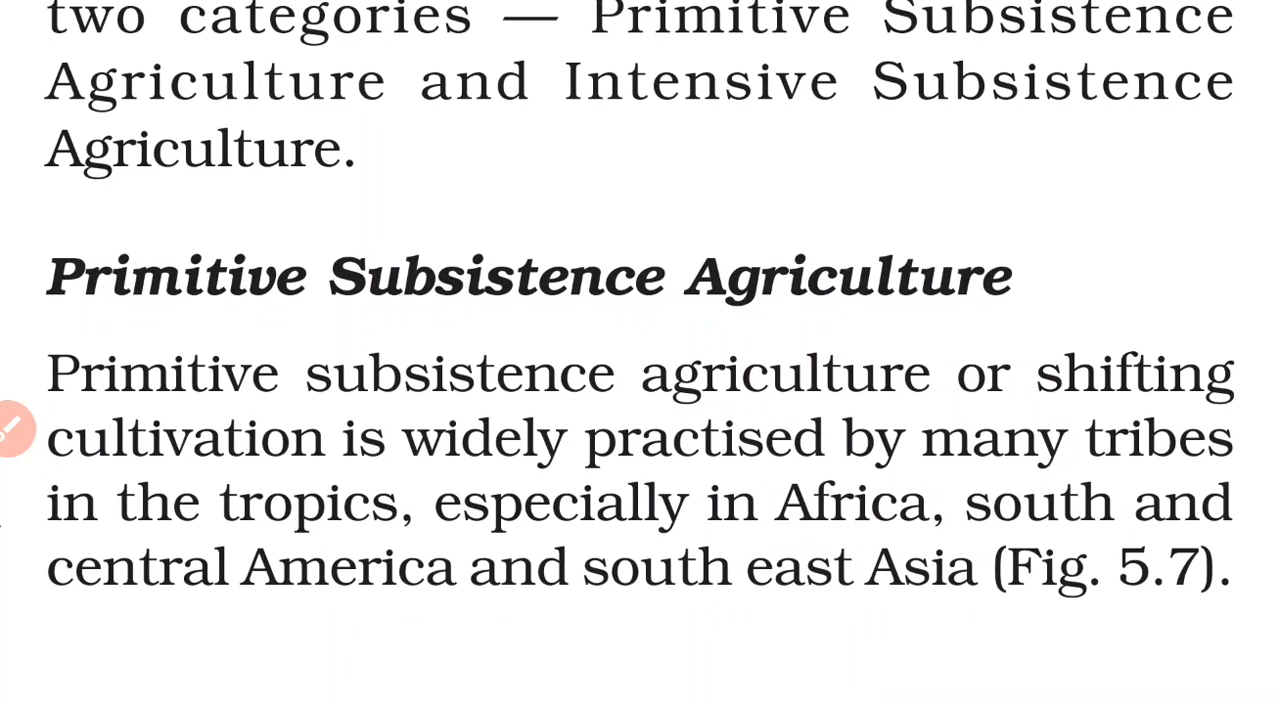 two categories — Primitive Subsistence
Agriculture and Intensive Subsistence
Agriculture.
Primitive Subsistence Agriculture
Primitive subsistence agriculture or shifting
cultivation is widely practised by many tribes
in the tropics, especially in Africa, south and
central America and south east Asia (Fig. 5.7).